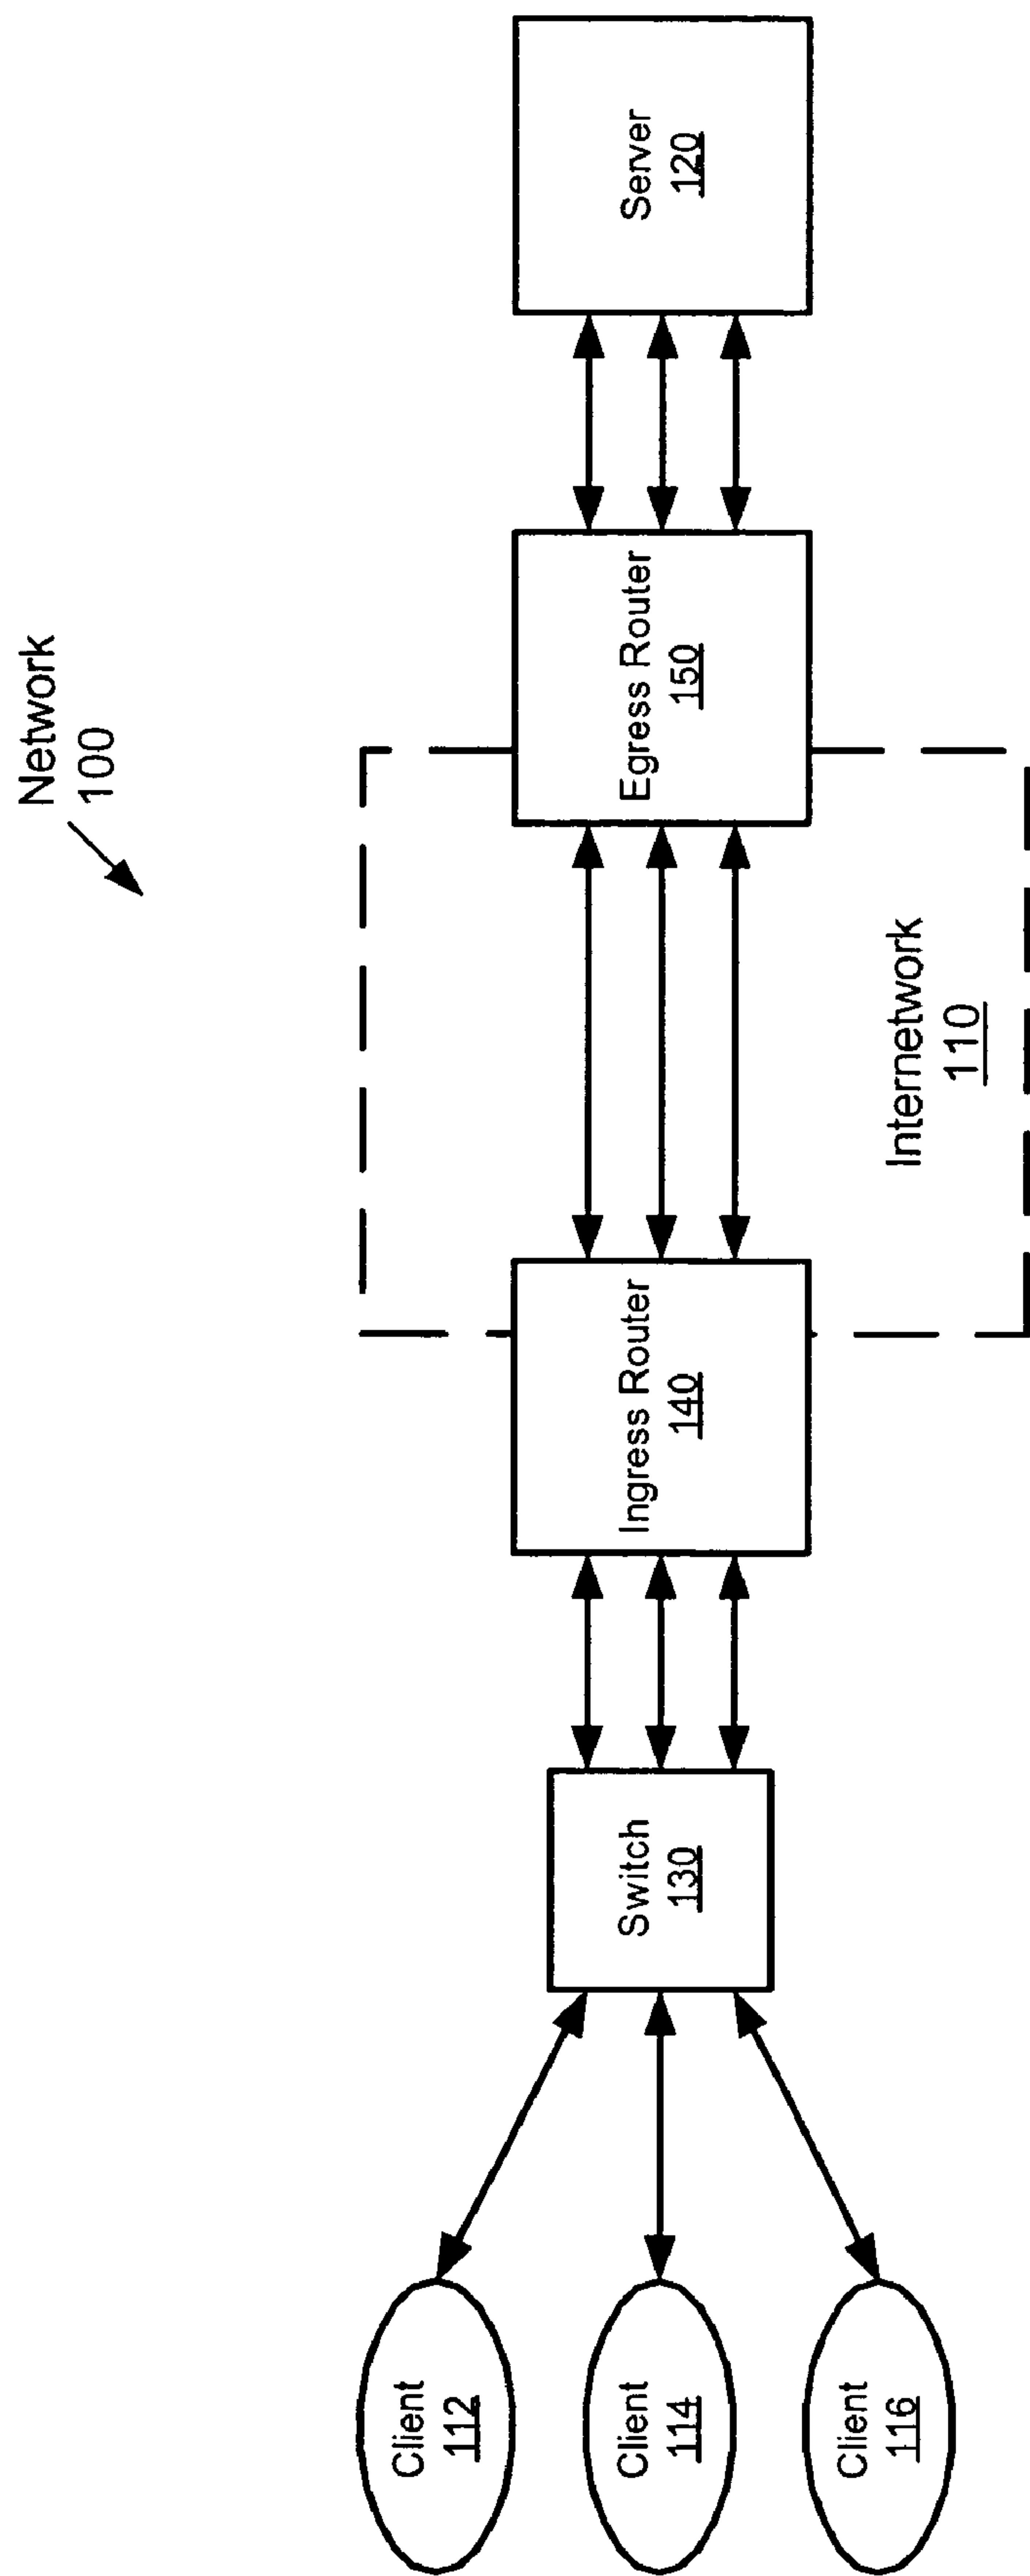 Network
100
Client
112
Client
114
Client
116
Switch
130
Ingress Router
140
Internetwork
110
Egress Router
150
Server
120